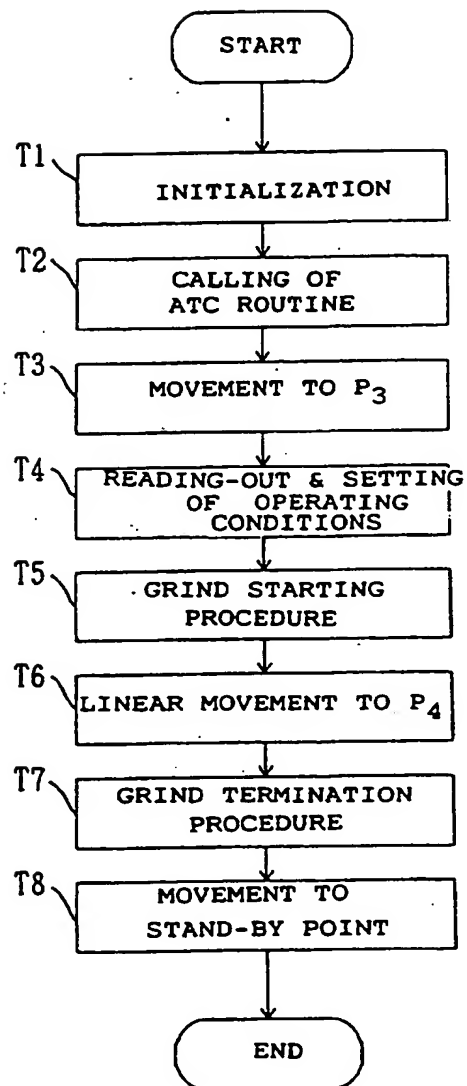 START
T1
INITIALIZATION
T2
CALLING OF
ATC ROUTINE
T3
MOVEMENT TO P3
T4
READING-OUT & SETTING
OF OPERATING
CONDITIONS
T5
GRIND STARTING
PROCEDURE
T6
LINEAR MOVEMENT TO P4
T7
GRIND TERMINATION
PROCEDURE
T8
MOVEMENT TO
STAND-BY POINT
END